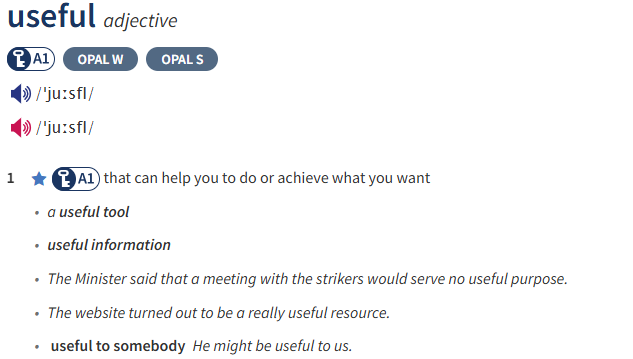 useful adjective
A1 OPAL W OPAL S
/ˈjuːsfl/
/ˈjuːsfl/
1 A1 that can help you to do or achieve what you want
• a useful tool
• useful information
• The Minister said that a meeting with the strikers would serve no useful purpose.
• The website turned out to be a really useful resource.
• useful to somebody He might be useful to us.